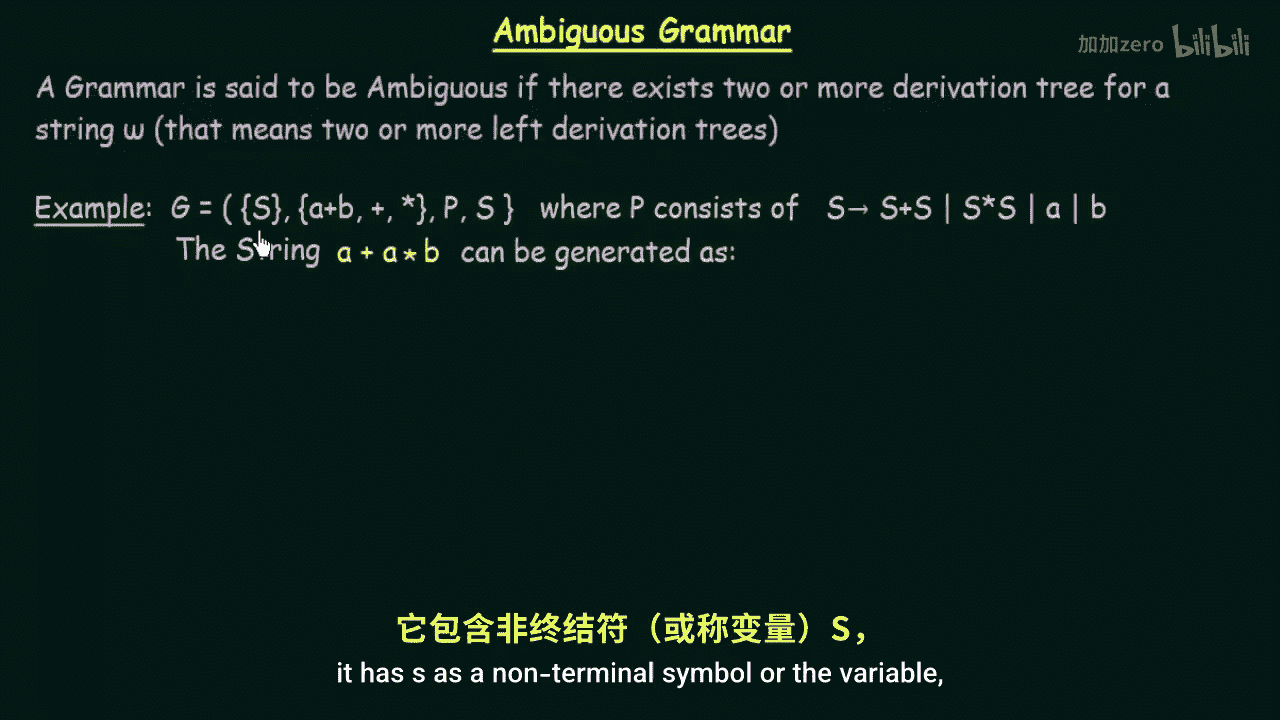 Ambiguous Grammar
加加zero bilibili
A Grammar is said to be Ambiguous if there exists two or more derivation tree for a
string w (that means two or more left derivation trees)
Example: G = ( {S}, {a+b, +, *}, P, S } where P consists of S→ S+S | S*S | a | b
The String a + a * b can be generated as:
它包含非终结符（或称变量）S，
it has s as a non-terminal symbol or the variable,